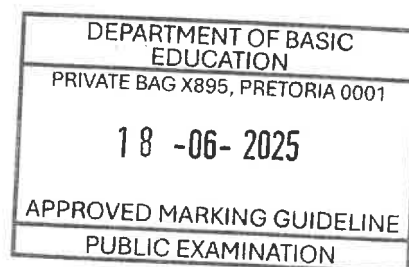 DEPARTMENT OF BASIC
EDUCATION
PRIVATE BAG X895, PRETORIA 0001
18 -06- 2025
APPROVED MARKING GUIDELINE
PUBLIC EXAMINATION